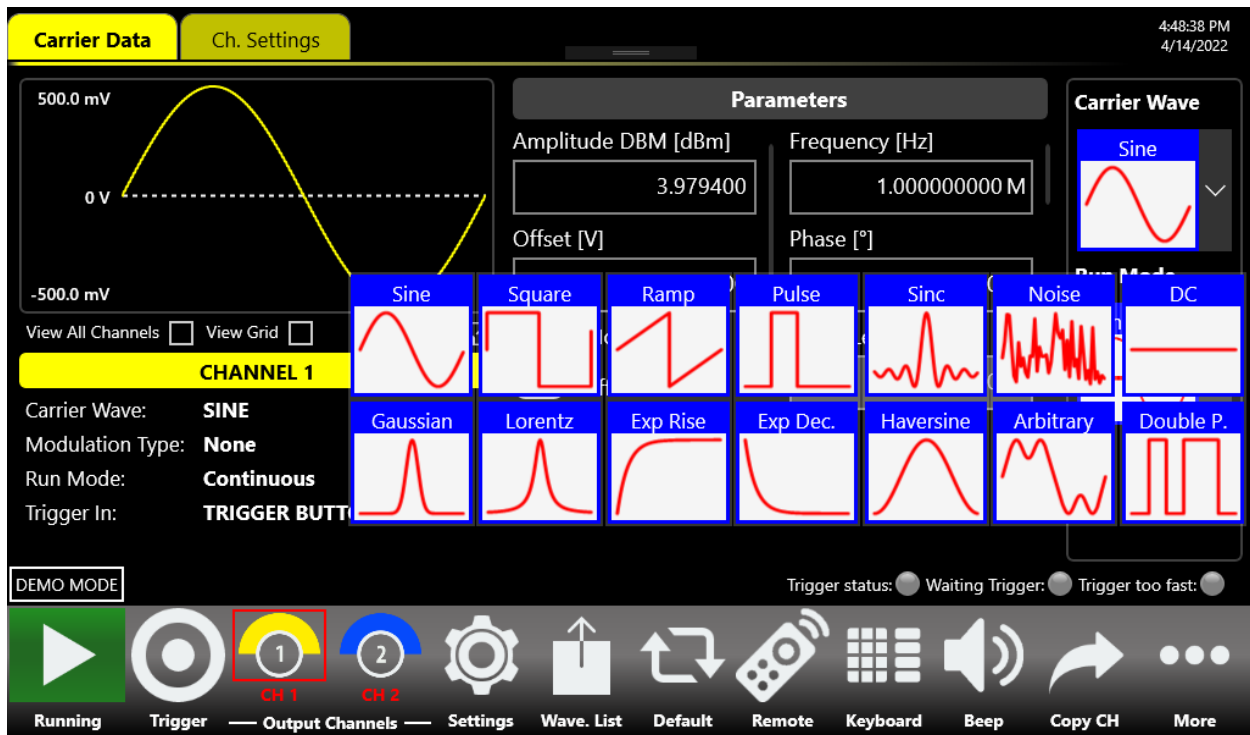 Carrier Data
Ch. Settings
4:48:38 PM
4/14/2022
500.0 mV
0 V
-500.0 mV
Parameters
Amplitude DBM [dBm]
Frequency [Hz]
3.979400
1.000000000 M
Offset [V]
Phase [°]
Carrier Wave
Sine
Run Mode
View All Channels
View Grid
Sine
Square
Ramp
Pulse
Sinc
Noise
DC
Gaussian
Lorentz
Exp Rise
Exp Dec.
Haversine
Arbitrary
Double P.
CHANNEL 1
Carrier Wave: SINE
Modulation Type: None
Run Mode: Continuous
Trigger In: TRIGGER BUTT
DEMO MODE
Trigger status:
Waiting Trigger:
Trigger too fast:
1
2
CH 1
CH 2
Running
Trigger
Output Channels
Settings
Wave. List
Default
Remote
Keyboard
Beep
Copy CH
More